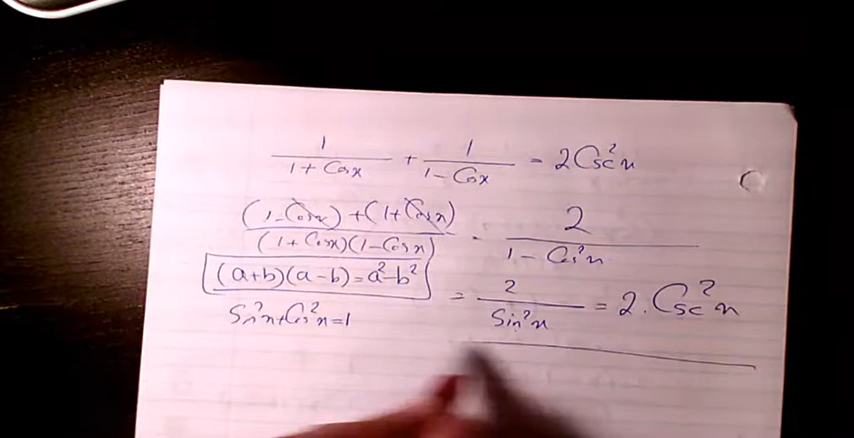 1/(1 + Cosx) + 1/(1 - Cosx) = 2Csc²x
((1-Cosx) + (1+Cosx))/((1+Cosx)(1-Cosx)) = 2/(1 - Cos²x)
(a+b)(a-b)=a²-b²
= 2/Sin²x = 2.Csc²x
Sin²x+Cos²x=1